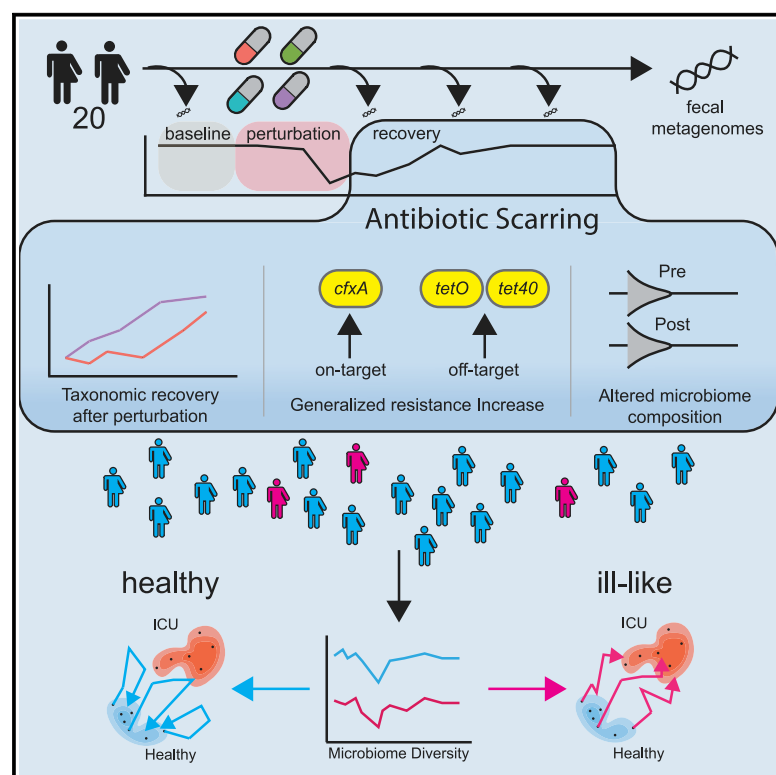 20
fecal
metagenomes
baseline
perturbation
recovery
Antibiotic Scarring
cfxA
tetO
tet40
Pre
Post
on-target
off-target
Taxonomic recovery
after perturbation
Generalized resistance Increase
Altered microbiome
composition
healthy
ill-like
ICU
Healthy
Microbiome Diversity
ICU
Healthy